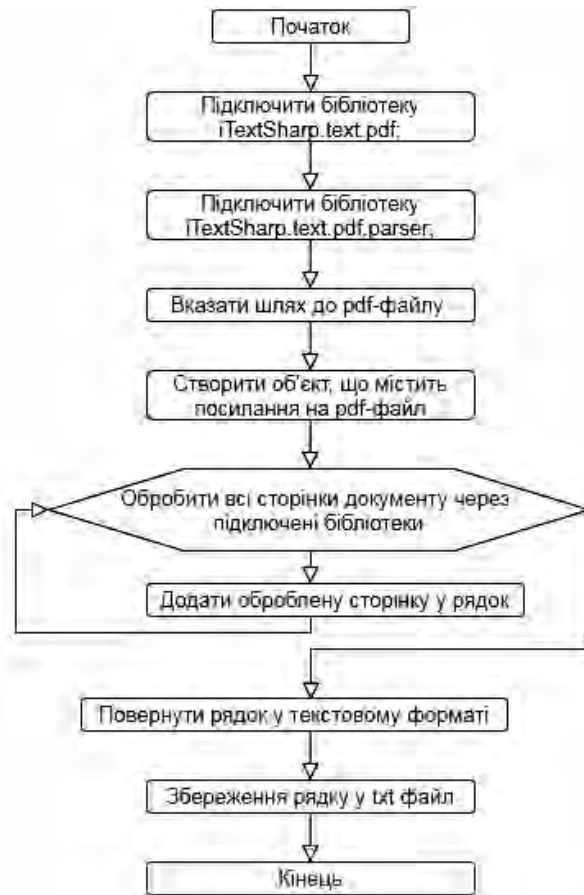 Початок
Підключити бібліотеку
iTextSharp.text.pdf;
Підключити бібліотеку
iTextSharp.text.pdf.parser;
Вказати шлях до pdf-файлу
Створити об'єкт, що містить
посилання на pdf-файл
Обробити всі сторінки документу через
підключені бібліотеки
Додати оброблену сторінку у рядок
Повернути рядок у текстовому форматі
Збереження рядку у txt файл
Кінець